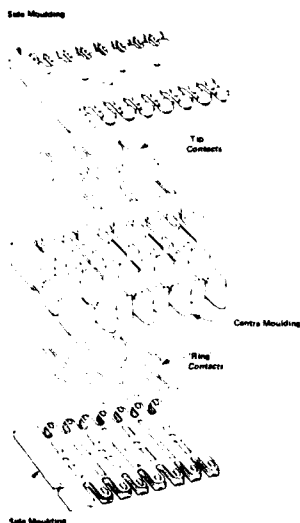 Side Moulding
'Tip
Contacts
Centre Moulding
'Ring'
Contacts
Side Moulding